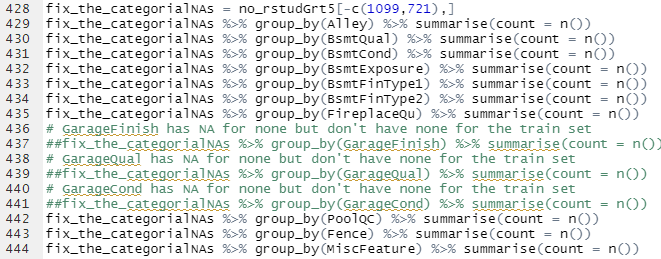 428 fix_the_categorialNAs = no_rstudGrt5[-c(1099,721),]
429 fix_the_categorialNAs %>% group_by(Alley) %>% summarise(count = n())
430 fix_the_categorialNAs %>% group_by(BsmtQual) %>% summarise(count = n())
431 fix_the_categorialNAs %>% group_by(BsmtCond) %>% summarise(count = n())
432 fix_the_categorialNAs %>% group_by(BsmtExposure) %>% summarise(count = n())
433 fix_the_categorialNAs %>% group_by(BsmtFinType1) %>% summarise(count = n())
434 fix_the_categorialNAs %>% group_by(BsmtFinType2) %>% summarise(count = n())
435 fix_the_categorialNAs %>% group_by(FireplaceQu) %>% summarise(count = n())
436 # GarageFinish has NA for none but don't have none for the train set
437 ##fix_the_categorialNAs %>% group_by(GarageFinish) %>% summarise(count = n())
438 # GarageQual has NA for none but don't have none for the train set
439 ##fix_the_categorialNAs %>% group_by(GarageQual) %>% summarise(count = n())
440 # GarageCond has NA for none but don't have none for the train set
441 ##fix_the_categorialNAs %>% group_by(GarageCond) %>% summarise(count = n())
442 fix_the_categorialNAs %>% group_by(PoolQC) %>% summarise(count = n())
443 fix_the_categorialNAs %>% group_by(Fence) %>% summarise(count = n())
444 fix_the_categorialNAs %>% group_by(MiscFeature) %>% summarise(count = n())